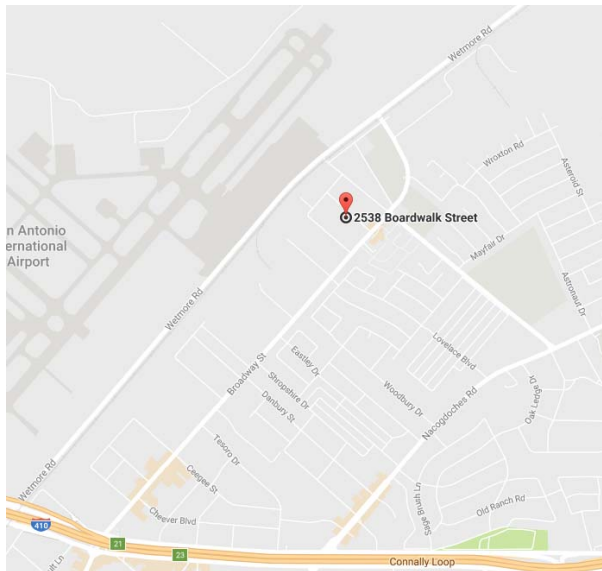 Wetmore Rd
Wroxton Rd
Asteroid St
2538 Boardwalk Street
n Antonio
ernational
Airport
Mayfair Dr
Astronaut Dr
Wetmore Rd
Lovelace Blvd
Eastley Dr
Broadway St
Shropshire Dr
Woodbury Dr
Danbury St
Nacogdoches Rd
Oak Ledge Dr
Tesoro Dr
Ceegee St
Wetmore Rd
Sage Brush Ln
Old Ranch Rd
Cheever Blvd
410
21
23
Connally Loop
lt Ln